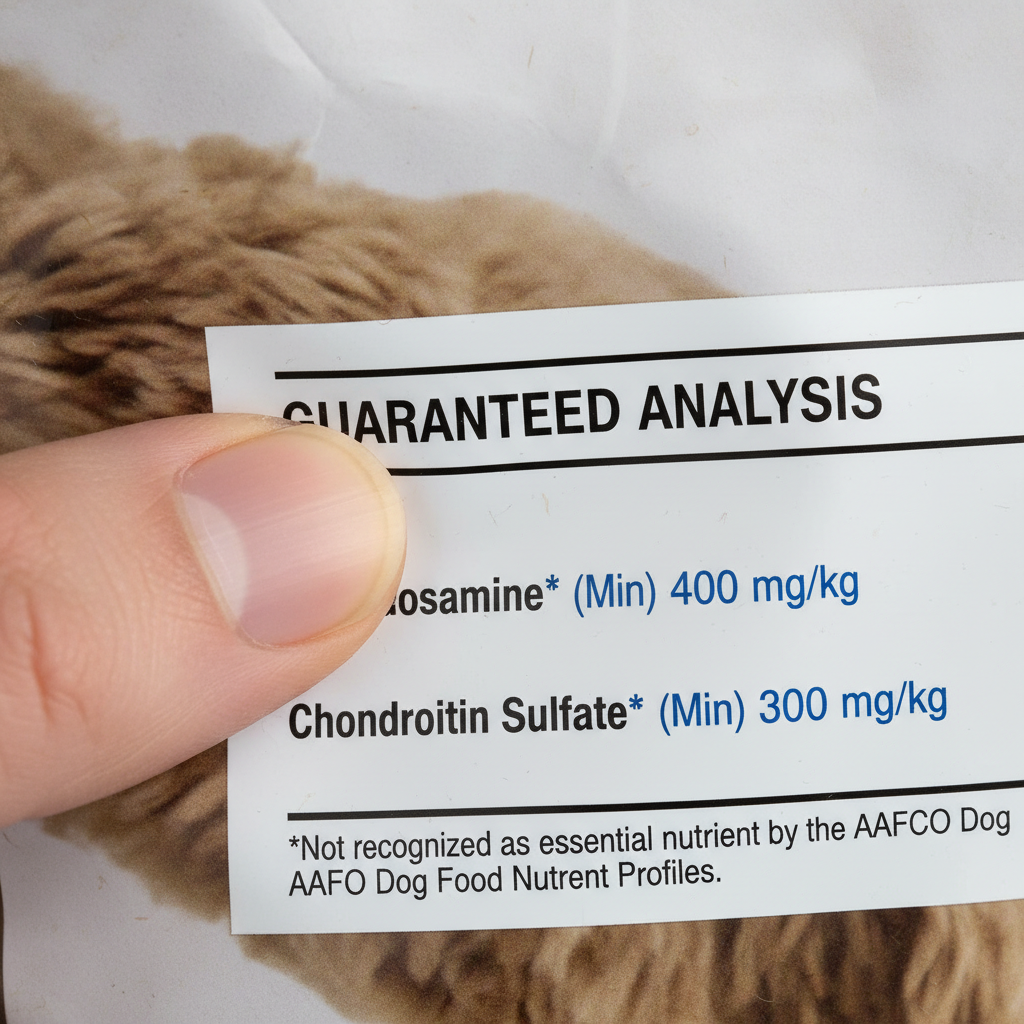 GUARANTEED ANALYSIS
osamine* (Min) 400 mg/kg
Chondroitin Sulfate* (Min) 300 mg/kg
*Not recognized as essential nutrient by the AAFCO Dog
AAFO Dog Food Nutrent Profiles.